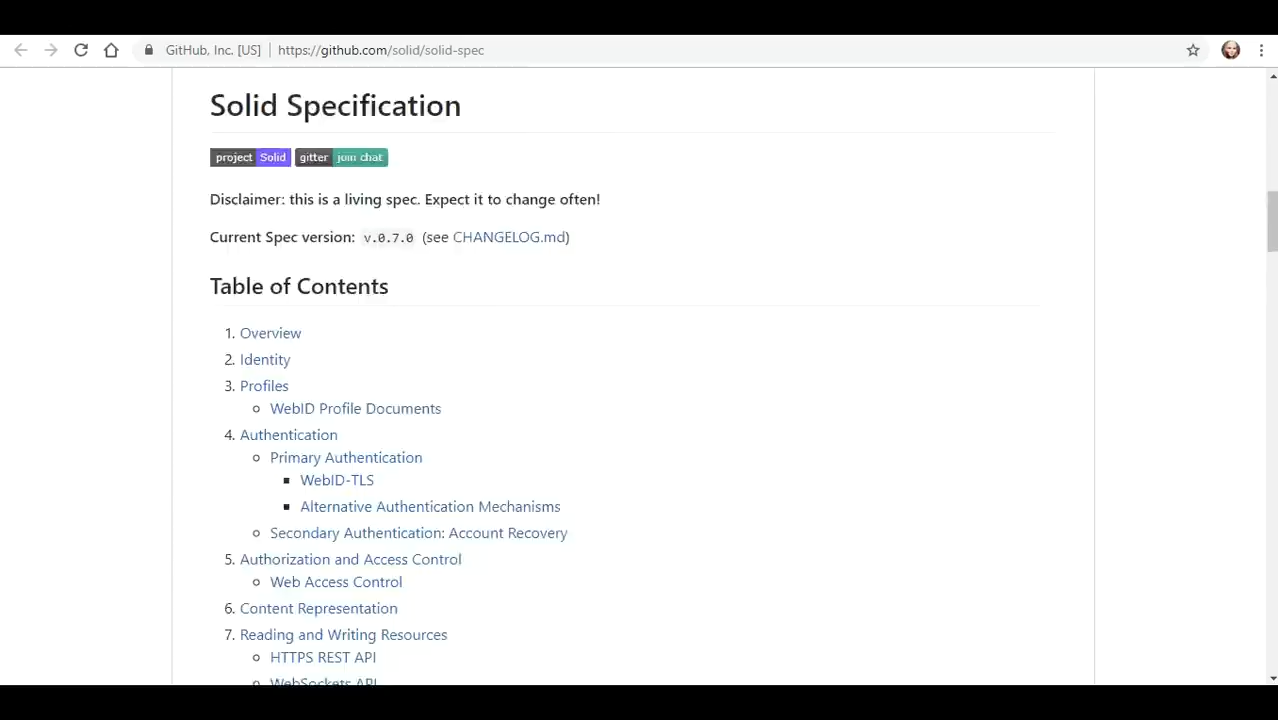 GitHub, Inc. [US] | https://github.com/solid/solid-spec
Solid Specification
project Solid gitter join chat
Disclaimer: this is a living spec. Expect it to change often!
Current Spec version: v.0.7.0 (see CHANGELOG.md)
Table of Contents
1. Overview
2. Identity
3. Profiles
WebID Profile Documents
4. Authentication
Primary Authentication
WebID-TLS
Alternative Authentication Mechanisms
Secondary Authentication: Account Recovery
5. Authorization and Access Control
Web Access Control
6. Content Representation
7. Reading and Writing Resources
HTTPS REST API
WebSockets API